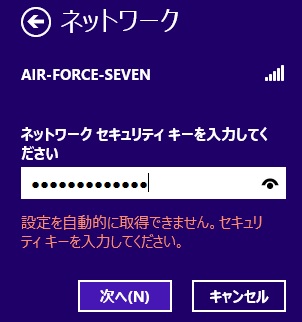 ネットワーク
AIR-FORCE-SEVEN
ネットワーク セキュリティ キーを入力してく
ださい
●●●●●●●●●●●●●
設定を自動的に取得できません。セキュリ
ティ キーを入力してください。
次へ(N)
キャンセル